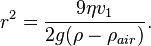 r^2 = \frac{9\eta v_1}{2g(\rho - \rho_{air})}.